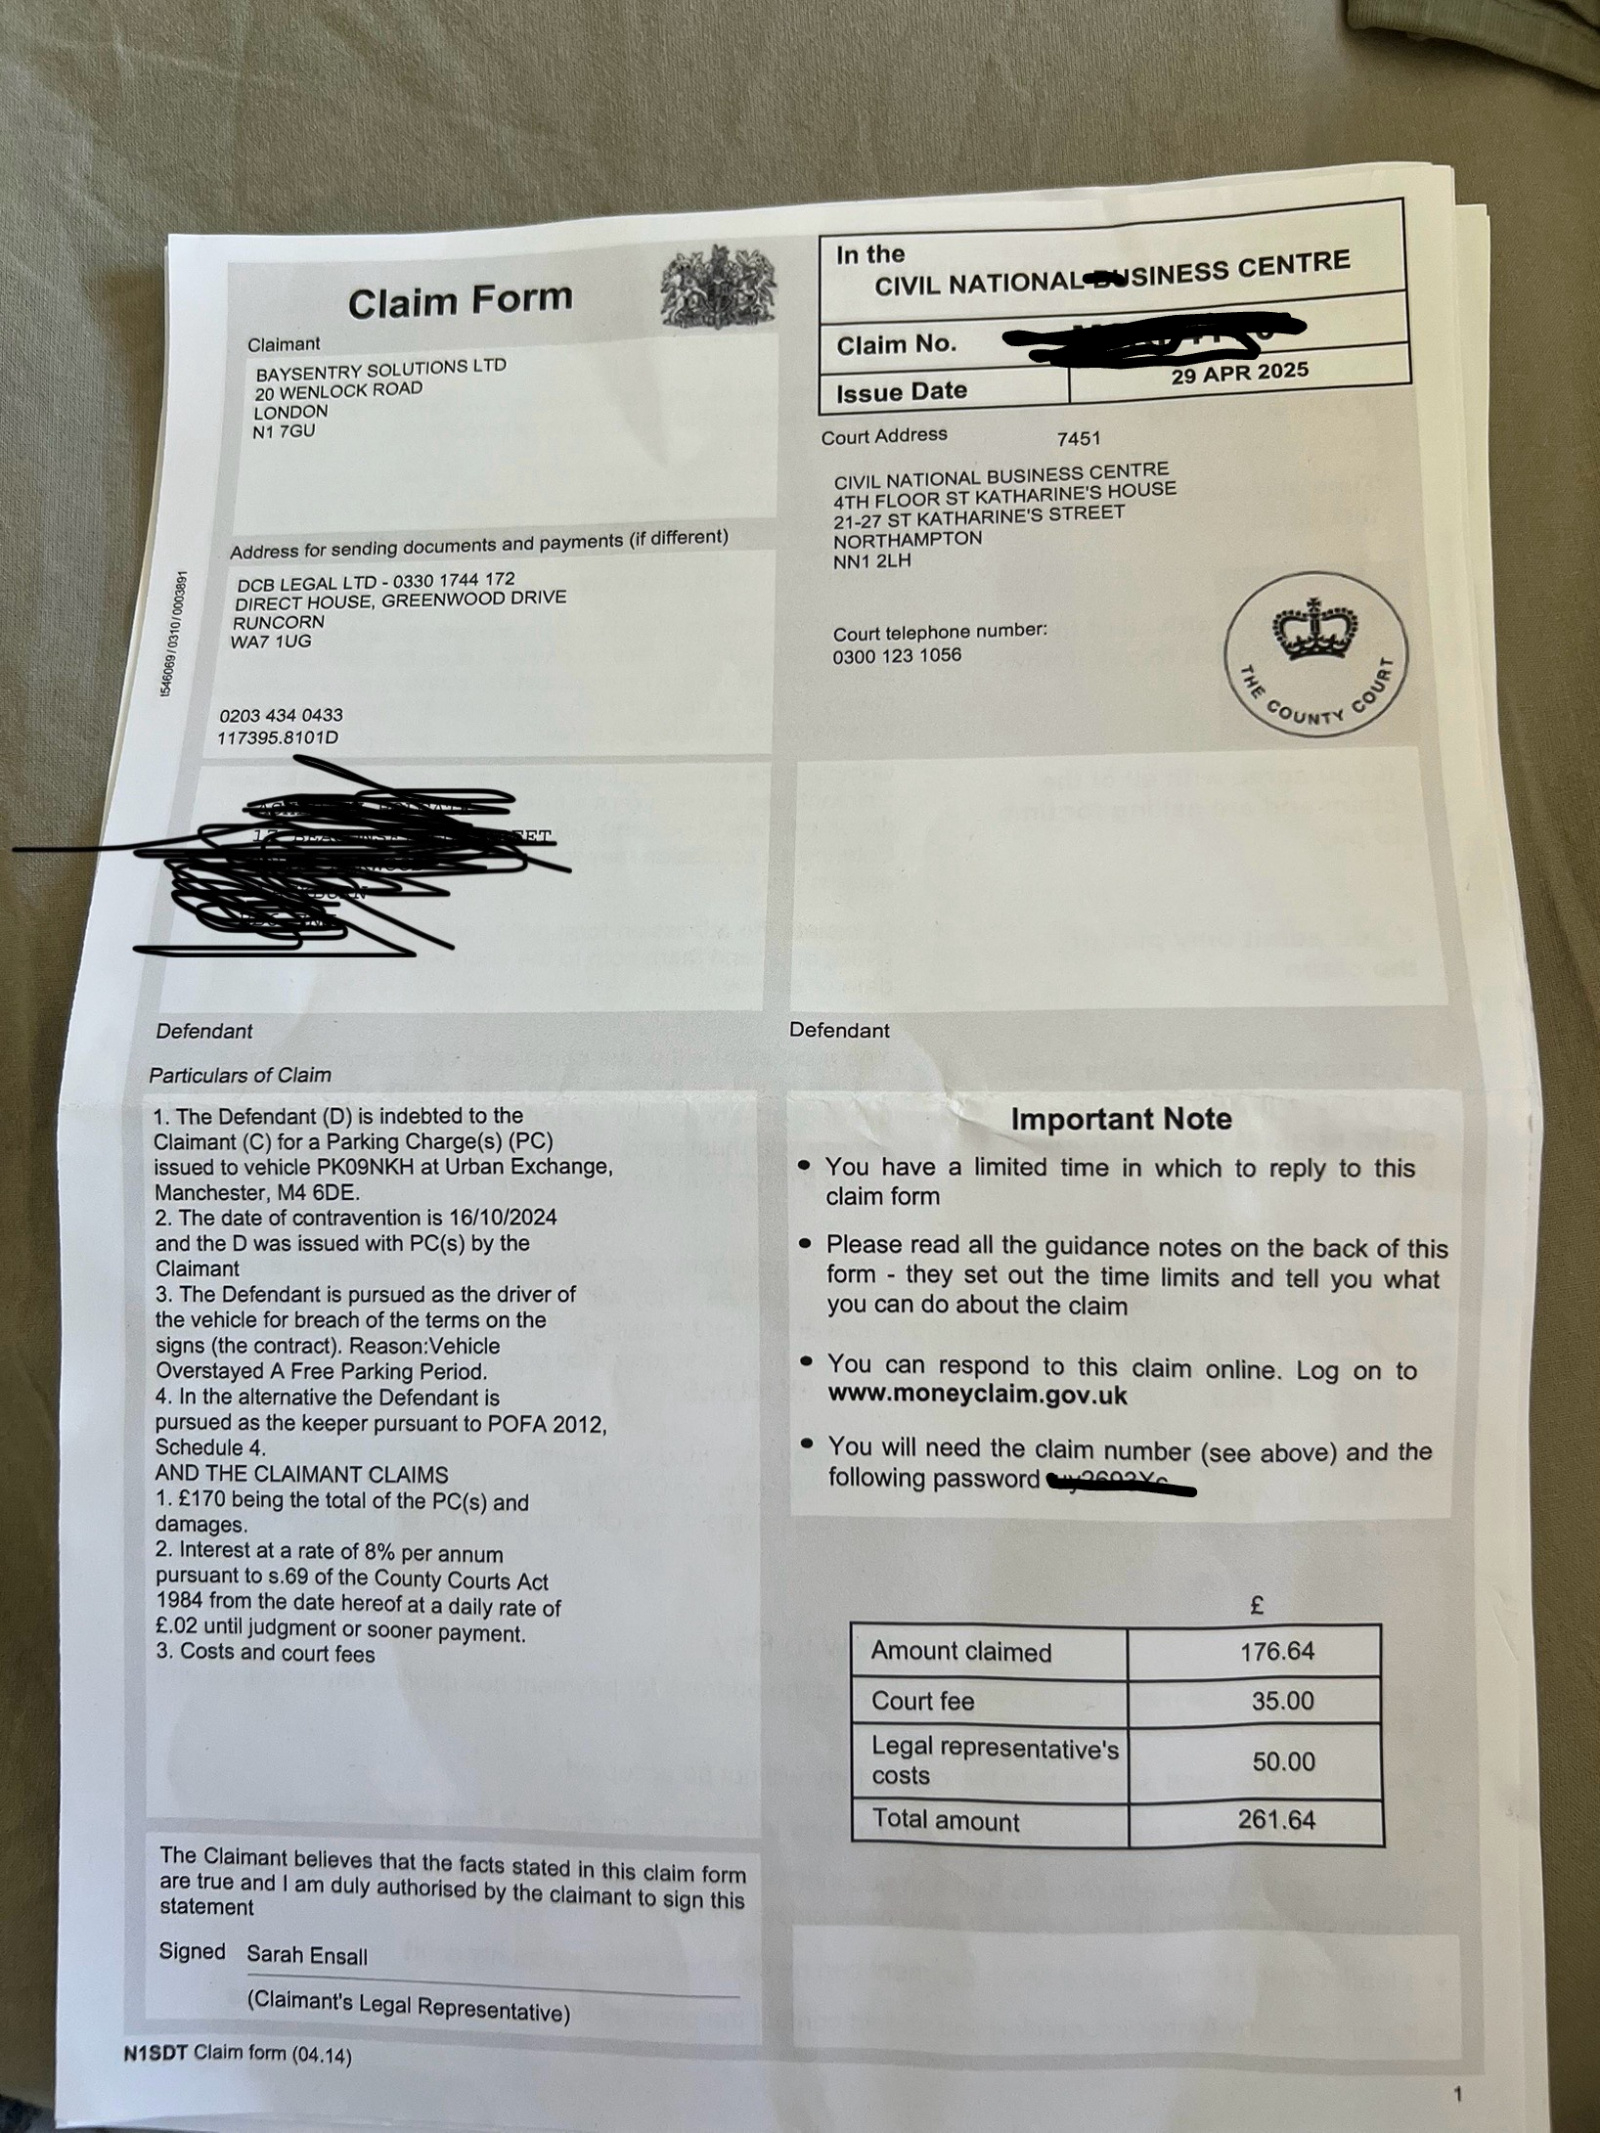 Claim Form
In the
CIVIL NATIONAL BUSINESS CENTRE
Claim No.
Issue Date
29 APR 2025
Claimant
BAYSENTRY SOLUTIONS LTD
20 WENLOCK ROAD
LONDON
N1 7GU
Court Address
7451
CIVIL NATIONAL BUSINESS CENTRE
4TH FLOOR ST KATHARINE'S HOUSE
21-27 ST KATHARINE'S STREET
NORTHAMPTON
NN1 2LH
Court telephone number:
0300 123 1056
THE COUNTY COURT
Address for sending documents and payments (if different)
DCB LEGAL LTD - 0330 1744 172
DIRECT HOUSE, GREENWOOD DRIVE
RUNCORN
WA7 1UG
0203 434 0433
117395.8101D
t546069/0310/0003891
Defendant
Defendant
Particulars of Claim
1. The Defendant (D) is indebted to the
Claimant (C) for a Parking Charge(s) (PC)
issued to vehicle PK09NKH at Urban Exchange,
Manchester, M4 6DE.
2. The date of contravention is 16/10/2024
and the D was issued with PC(s) by the
Claimant
3. The Defendant is pursued as the driver of
the vehicle for breach of the terms on the
signs (the contract). Reason:Vehicle
Overstayed A Free Parking Period.
4. In the alternative the Defendant is
pursued as the keeper pursuant to POFA 2012,
Schedule 4.
AND THE CLAIMANT CLAIMS
1. £170 being the total of the PC(s) and
damages.
2. Interest at a rate of 8% per annum
pursuant to s.69 of the County Courts Act
1984 from the date hereof at a daily rate of
£.02 until judgment or sooner payment.
3. Costs and court fees
Important Note
• You have a limited time in which to reply to this
claim form
• Please read all the guidance notes on the back of this
form - they set out the time limits and tell you what
you can do about the claim
• You can respond to this claim online. Log on to
www.moneyclaim.gov.uk
• You will need the claim number (see above) and the
following password
£
Amount claimed 176.64
Court fee 35.00
Legal representative's
costs 50.00
Total amount 261.64
The Claimant believes that the facts stated in this claim form
are true and I am duly authorised by the claimant to sign this
statement
Signed Sarah Ensall
(Claimant's Legal Representative)
N1SDT Claim form (04.14)
1